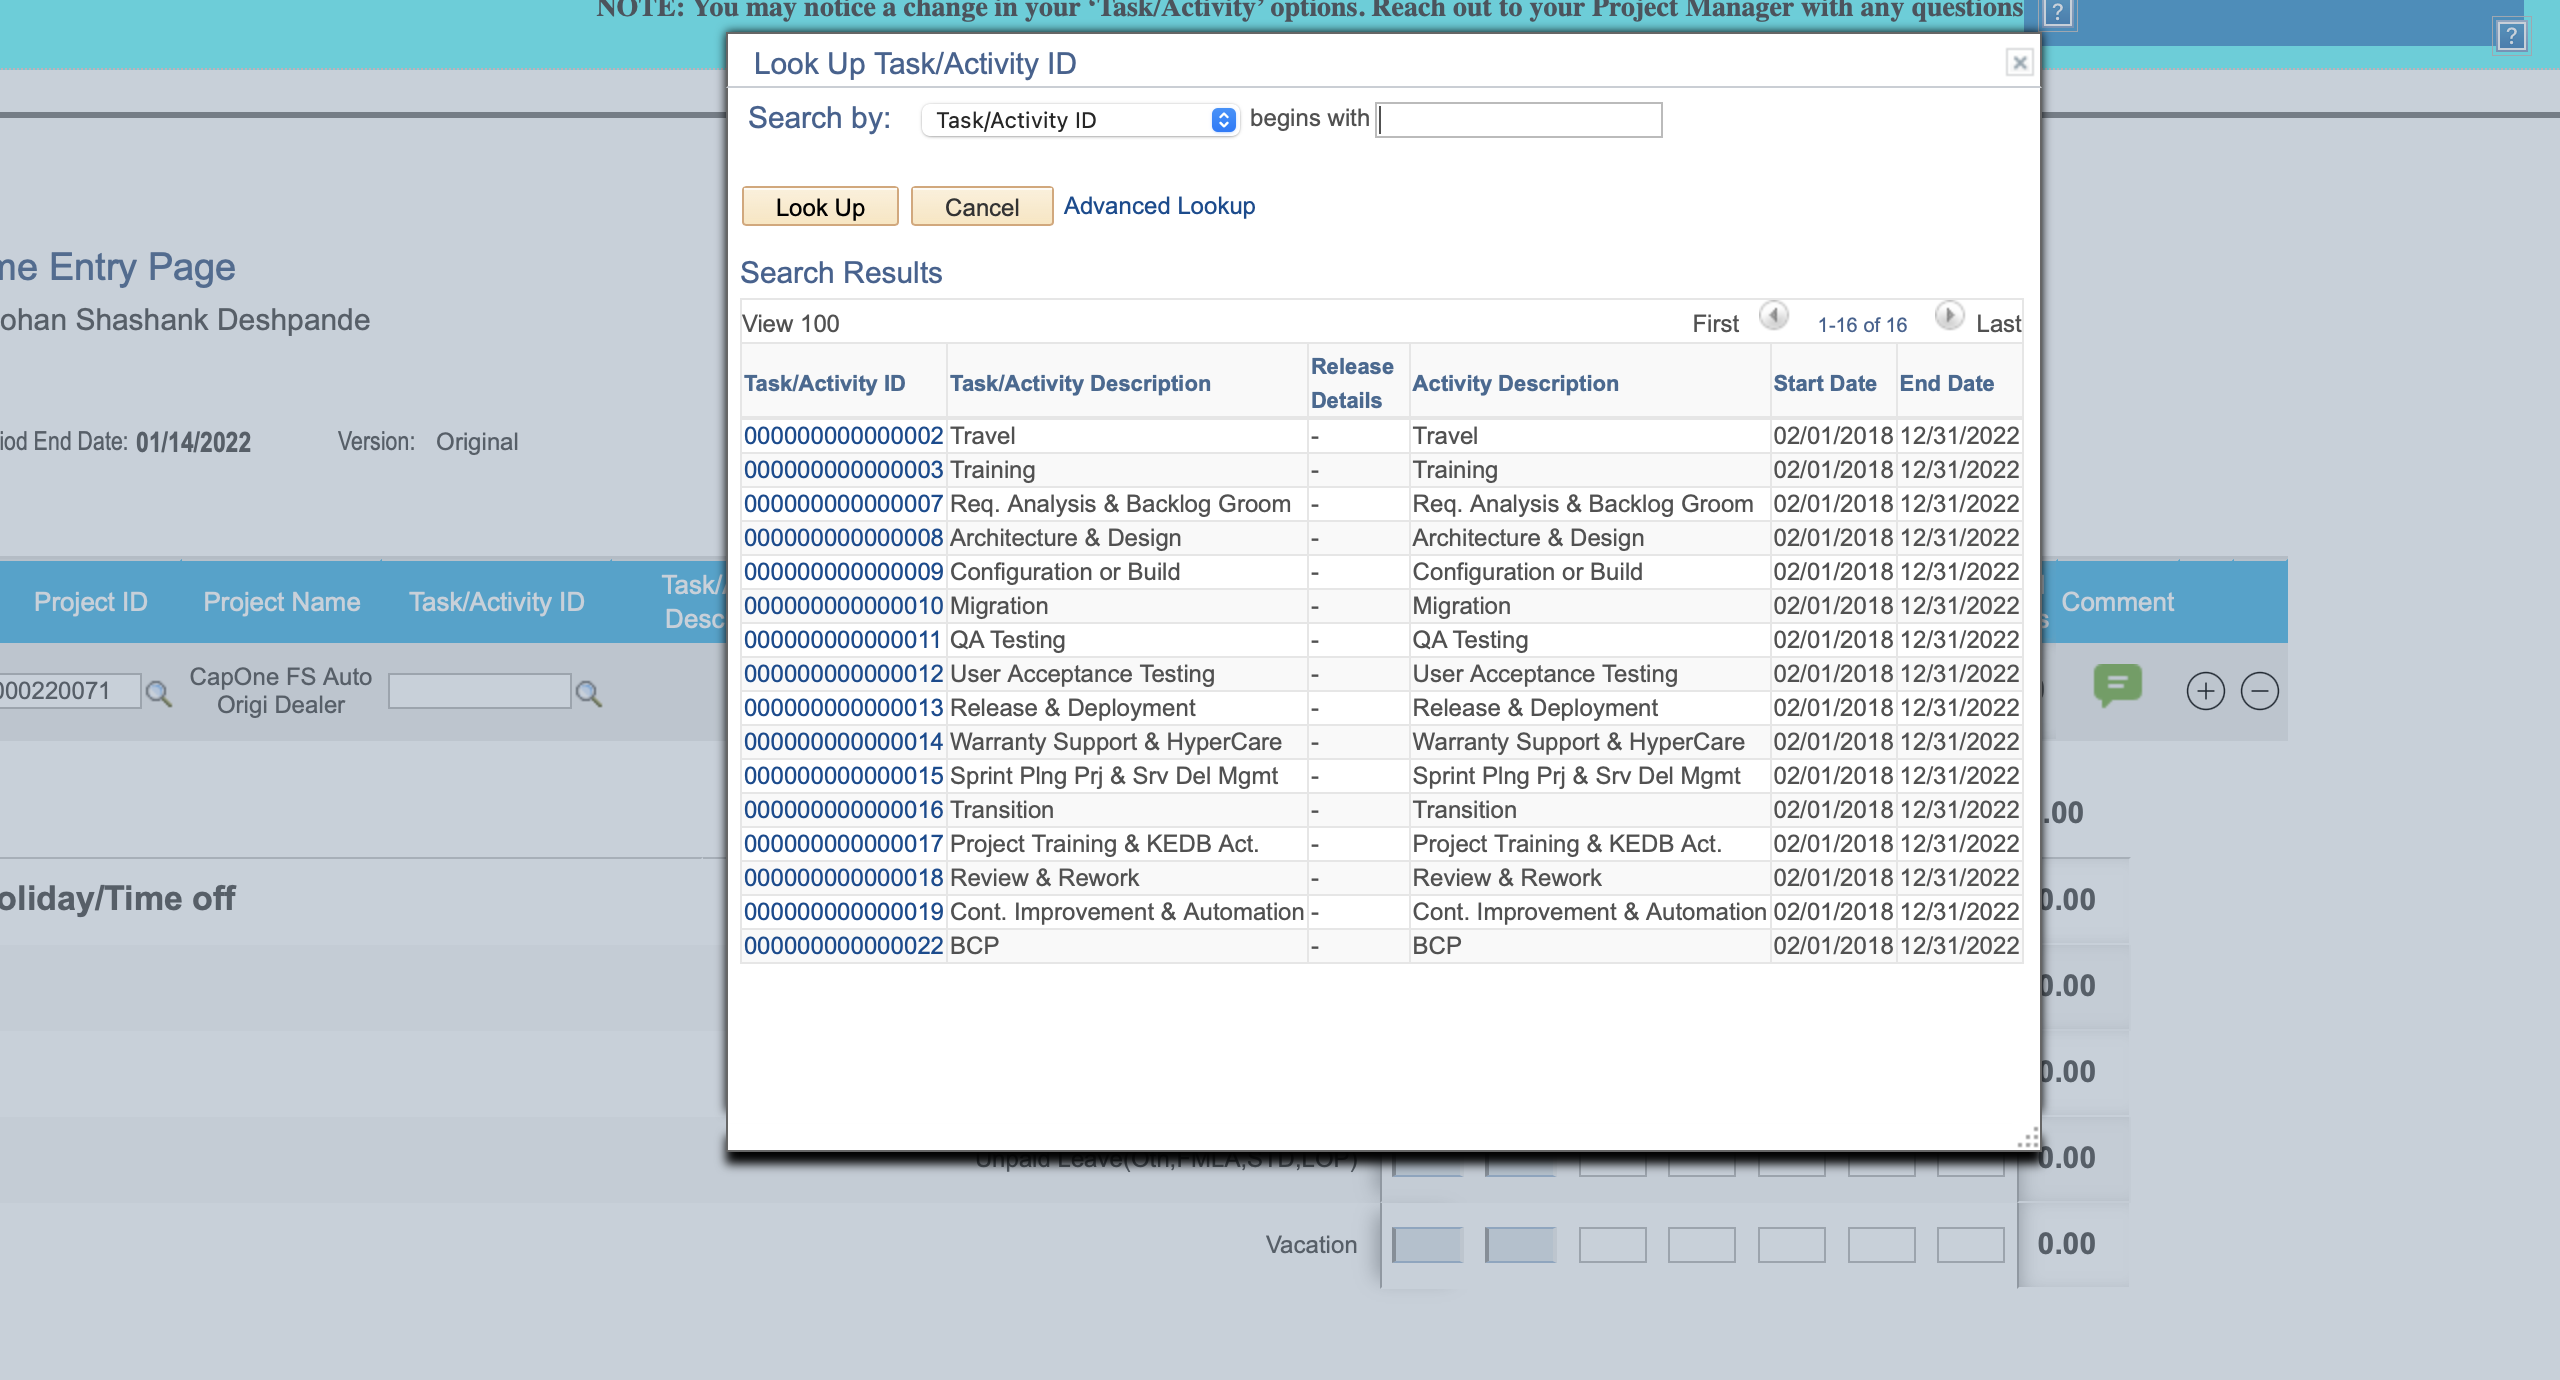 NOTE: You may notice a change in your ‘Task/Activity’ options. Reach out to your Project Manager with any questions
Look Up Task/Activity ID
Search by: Task/Activity ID begins with
Look Up Cancel Advanced Lookup
Search Results
View 100 First 1-16 of 16 Last
Task/Activity ID Task/Activity Description Release Details Activity Description Start Date End Date
000000000000002 Travel - Travel 02/01/2018 12/31/2022
000000000000003 Training - Training 02/01/2018 12/31/2022
000000000000007 Req. Analysis & Backlog Groom - Req. Analysis & Backlog Groom 02/01/2018 12/31/2022
000000000000008 Architecture & Design - Architecture & Design 02/01/2018 12/31/2022
000000000000009 Configuration or Build - Configuration or Build 02/01/2018 12/31/2022
000000000000010 Migration - Migration 02/01/2018 12/31/2022
000000000000011 QA Testing - QA Testing 02/01/2018 12/31/2022
000000000000012 User Acceptance Testing - User Acceptance Testing 02/01/2018 12/31/2022
000000000000013 Release & Deployment - Release & Deployment 02/01/2018 12/31/2022
000000000000014 Warranty Support & HyperCare - Warranty Support & HyperCare 02/01/2018 12/31/2022
000000000000015 Sprint Plng Prj & Srv Del Mgmt - Sprint Plng Prj & Srv Del Mgmt 02/01/2018 12/31/2022
000000000000016 Transition - Transition 02/01/2018 12/31/2022
000000000000017 Project Training & KEDB Act. - Project Training & KEDB Act. 02/01/2018 12/31/2022
000000000000018 Review & Rework - Review & Rework 02/01/2018 12/31/2022
000000000000019 Cont. Improvement & Automation - Cont. Improvement & Automation 02/01/2018 12/31/2022
000000000000022 BCP - BCP 02/01/2018 12/31/2022
me Entry Page
ohan Shashank Deshpande
iod End Date: 01/14/2022 Version: Original
Project ID Project Name Task/Activity ID Task/ Desc Comment
000220071 CapOne FS Auto
Origi Dealer
.00
oliday/Time off 0.00
0.00
0.00
Unpaid Leave(Oth,FMLA,STD,LOP) 0.00
Vacation 0.00